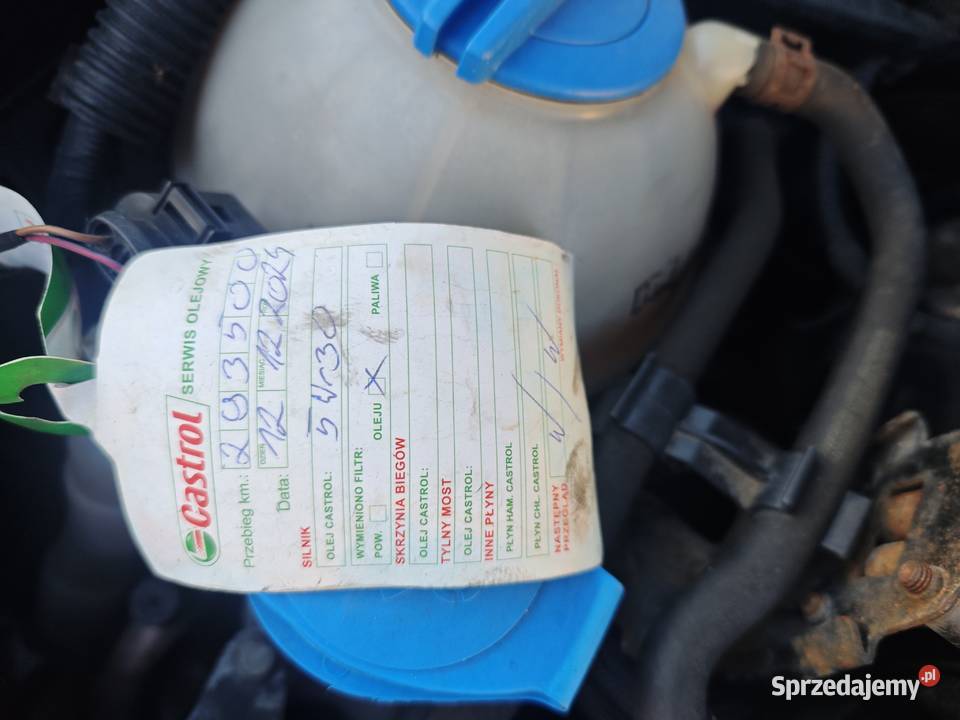 Castrol SERWIS OLEJOWY
Przebieg km.:
DZIEŃ MIESIĄC
Data: 12 12
SILNIK
OLEJ CASTROL: 5W30
WYMIENIONO FILTR:
POW. OLEJU X PALIWA
SKRZYNIA BIEGÓW
OLEJ CASTROL:
TYLNY MOST
OLEJ CASTROL:
INNE PŁYNY
PŁYN HAM. CASTROL
PŁYN CHŁ. CASTROL
NASTĘPNY
PRZEGLĄD
Sprzedajemy.pl